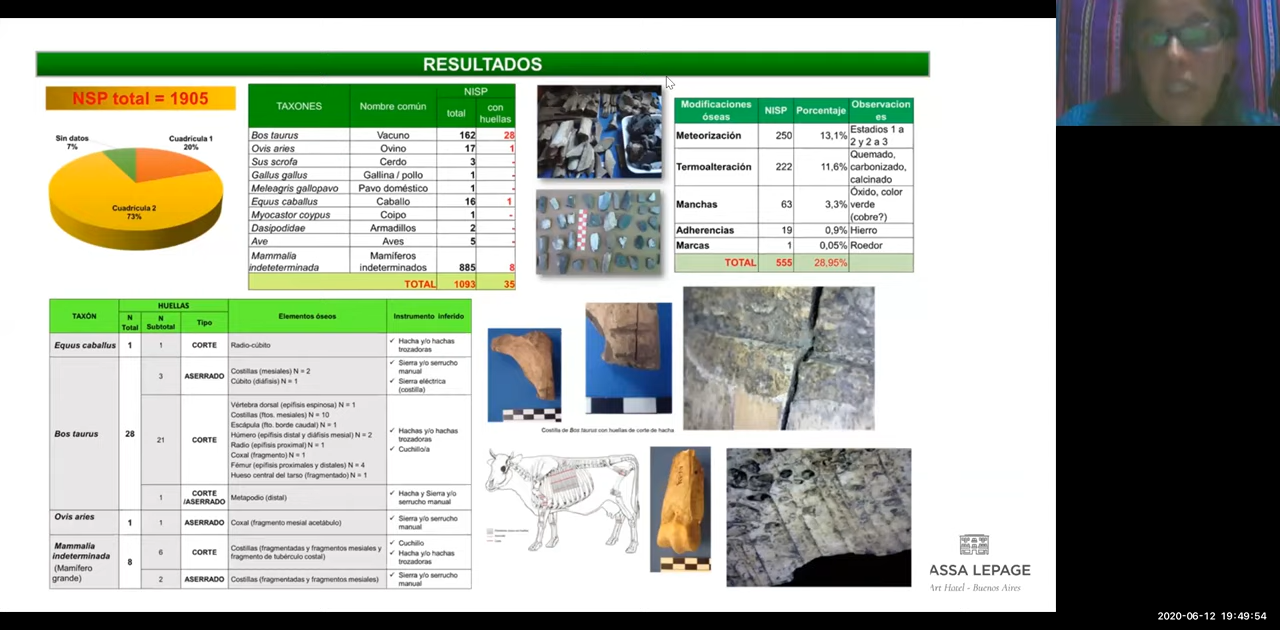 RESULTADOS
NSP total = 1905
Sin datos
7%
Cuadrícula 1
20%
Cuadrícula 2
73%
TAXONES Nombre común NISP
total con huellas
Bos taurus Vacuno 162 28
Ovis aries Ovino 17 1
Sus scrofa Cerdo 3 -
Gallus gallus Gallina / pollo 1 -
Meleagris gallopavo Pavo doméstico 1 -
Equus caballus Caballo 16 1
Myocastor coypus Coipo 1 -
Dasipodidae Armadillos 2 -
Ave Aves 5 -
Mammalia indeteterminada Mamíferos indeterminados 885 8
TOTAL 1093 35
Modificaciones óseas NISP Porcentaje Observaciones
Meteorización 250 13,1% Estadios 1 a 2 y 2 a 3
Termoalteración 222 11,6% Quemado, carbonizado, calcinado
Manchas 63 3,3% Óxido, color verde (cobre?)
Adherencias 19 0,9% Hierro
Marcas 1 0,05% Roedor
TOTAL 555 28,95%
TAXÓN HUELLAS Elementos óseos Instrumento inferido
N Total N Subtotal Tipo
Equus caballus 1 1 CORTE Radio-cúbito ✓ Hacha y/o hachas trozadoras
Bos taurus 28
3 ASERRADO Costillas (mesiales) N = 2 ✓ Sierra y/o serrucho manual
Cúbito (diáfisis) N = 1 ✓ Sierra eléctrica (costilla)
21 CORTE
Vértebra dorsal (epífisis espinosa) N = 1
Costillas (ftos. mesiales) N = 10
Escápula (fto. borde caudal) N = 1
Húmero (epífisis distal y diáfisis mesial) N = 2
Radio (epífisis proximal) N = 1
Coxal (fragmento) N = 1
Fémur (epífisis proximales y distales) N = 4
Hueso central del tarso (fragmentado) N = 1
✓ Hachas y/o hachas trozadoras
✓ Cuchillo/a
1 CORTE /ASERRADO Metapodio (distal) ✓ Hacha y Sierra y/o serrucho manual
Ovis aries 1 1 ASERRADO Coxal (fragmento mesial acetábulo) ✓ Sierra y/o serrucho manual
Mammalia indeterminada (Mamífero grande) 8
6 CORTE Costillas (fragmentadas y fragmentos mesiales y fragmento de tubérculo costal) ✓ Cuchillo
✓ Hacha y/o hachas trozadoras
2 ASERRADO Costillas (fragmentadas y fragmentos mesiales) ✓ Sierra y/o serrucho manual
Costilla de Bos taurus con huellas de corte de hacha
ASSA LEPAGE
Art Hotel - Buenos Aires
2020-06-12 19:49:54